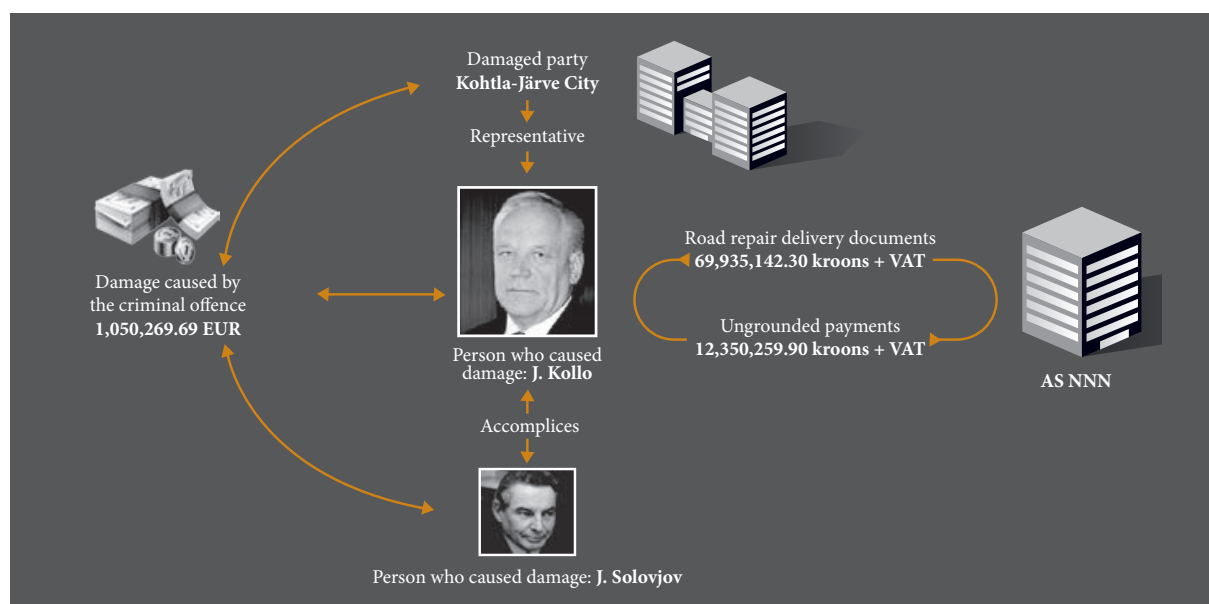 Damaged party
Kohtla-Järve City
Representative
Damage caused by
the criminal offence
1,050,269.69 EUR
Person who caused
damage: J. Kollo
Road repair delivery documents
69,935,142.30 kroons + VAT
Ungrounded payments
12,350,259.90 kroons + VAT
AS NNN
Accomplices
Person who caused damage: J. Solovjov